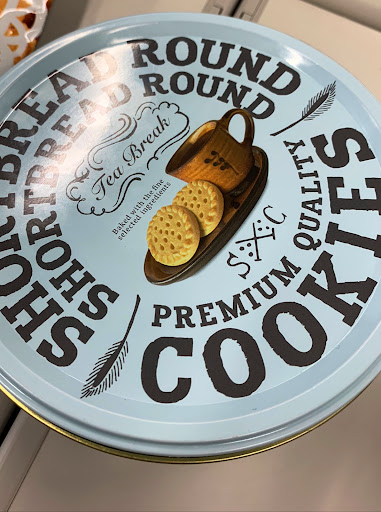 SHORTBREAD ROUND
SHORTBREAD ROUND
Tea Break
Baked with the fine
selected ingredients
S X C
PREMIUM QUALITY
COOKIES